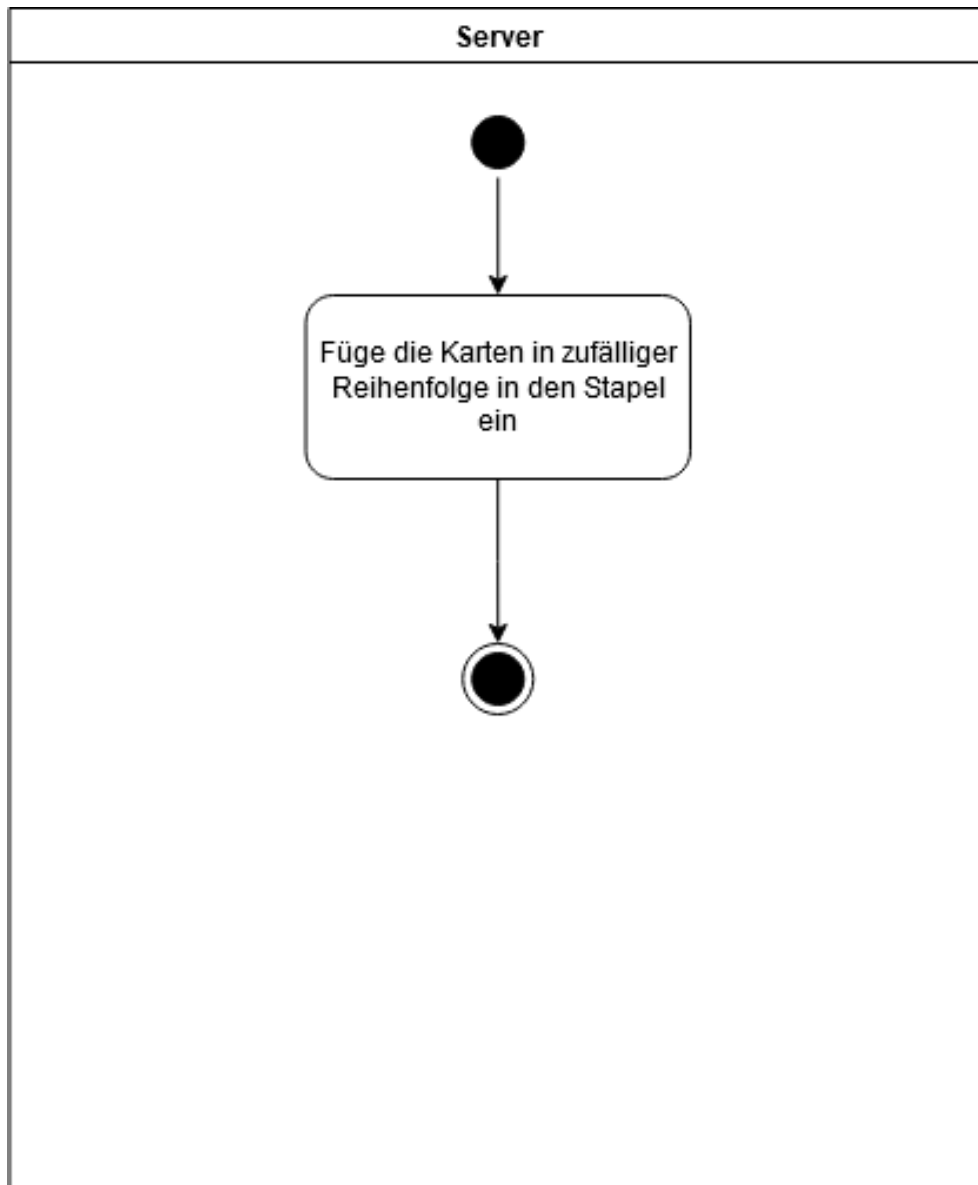 Server
Füge die Karten in zufälliger
Reihenfolge in den Stapel
ein